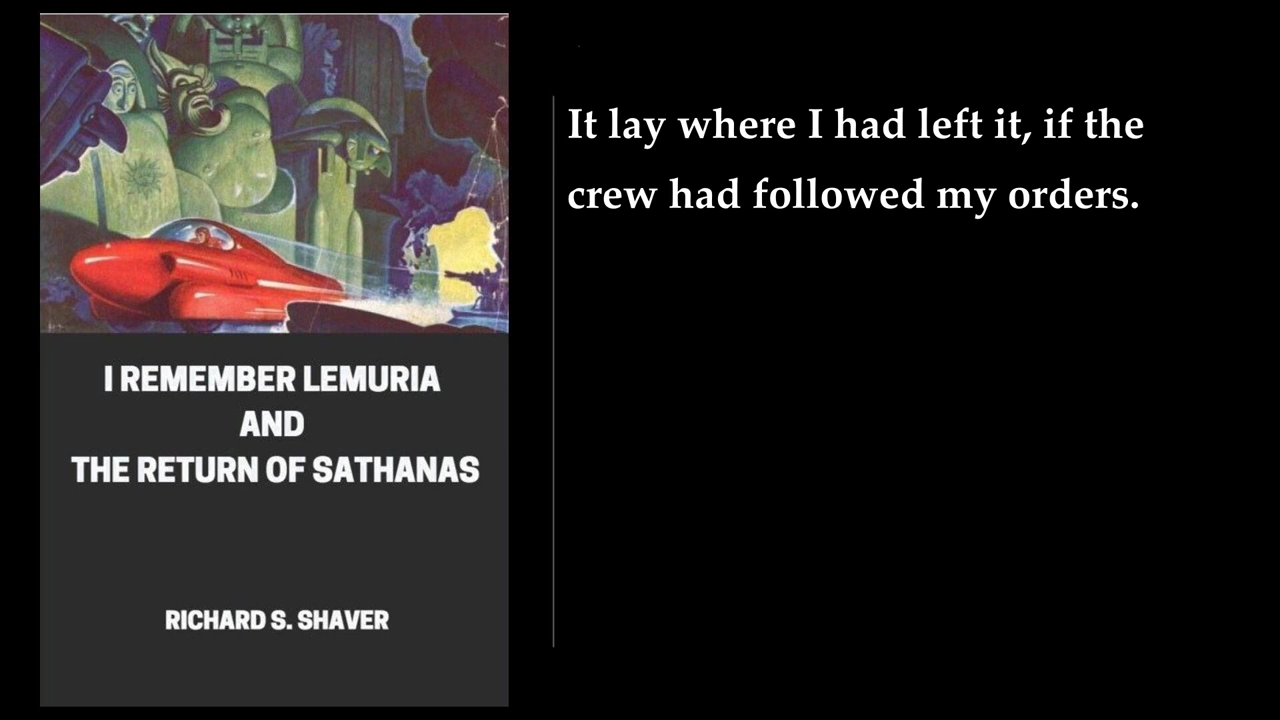 I REMEMBER LEMURIA
AND
THE RETURN OF SATHANAS
RICHARD S. SHAVER
It lay where I had left it, if the
crew had followed my orders.